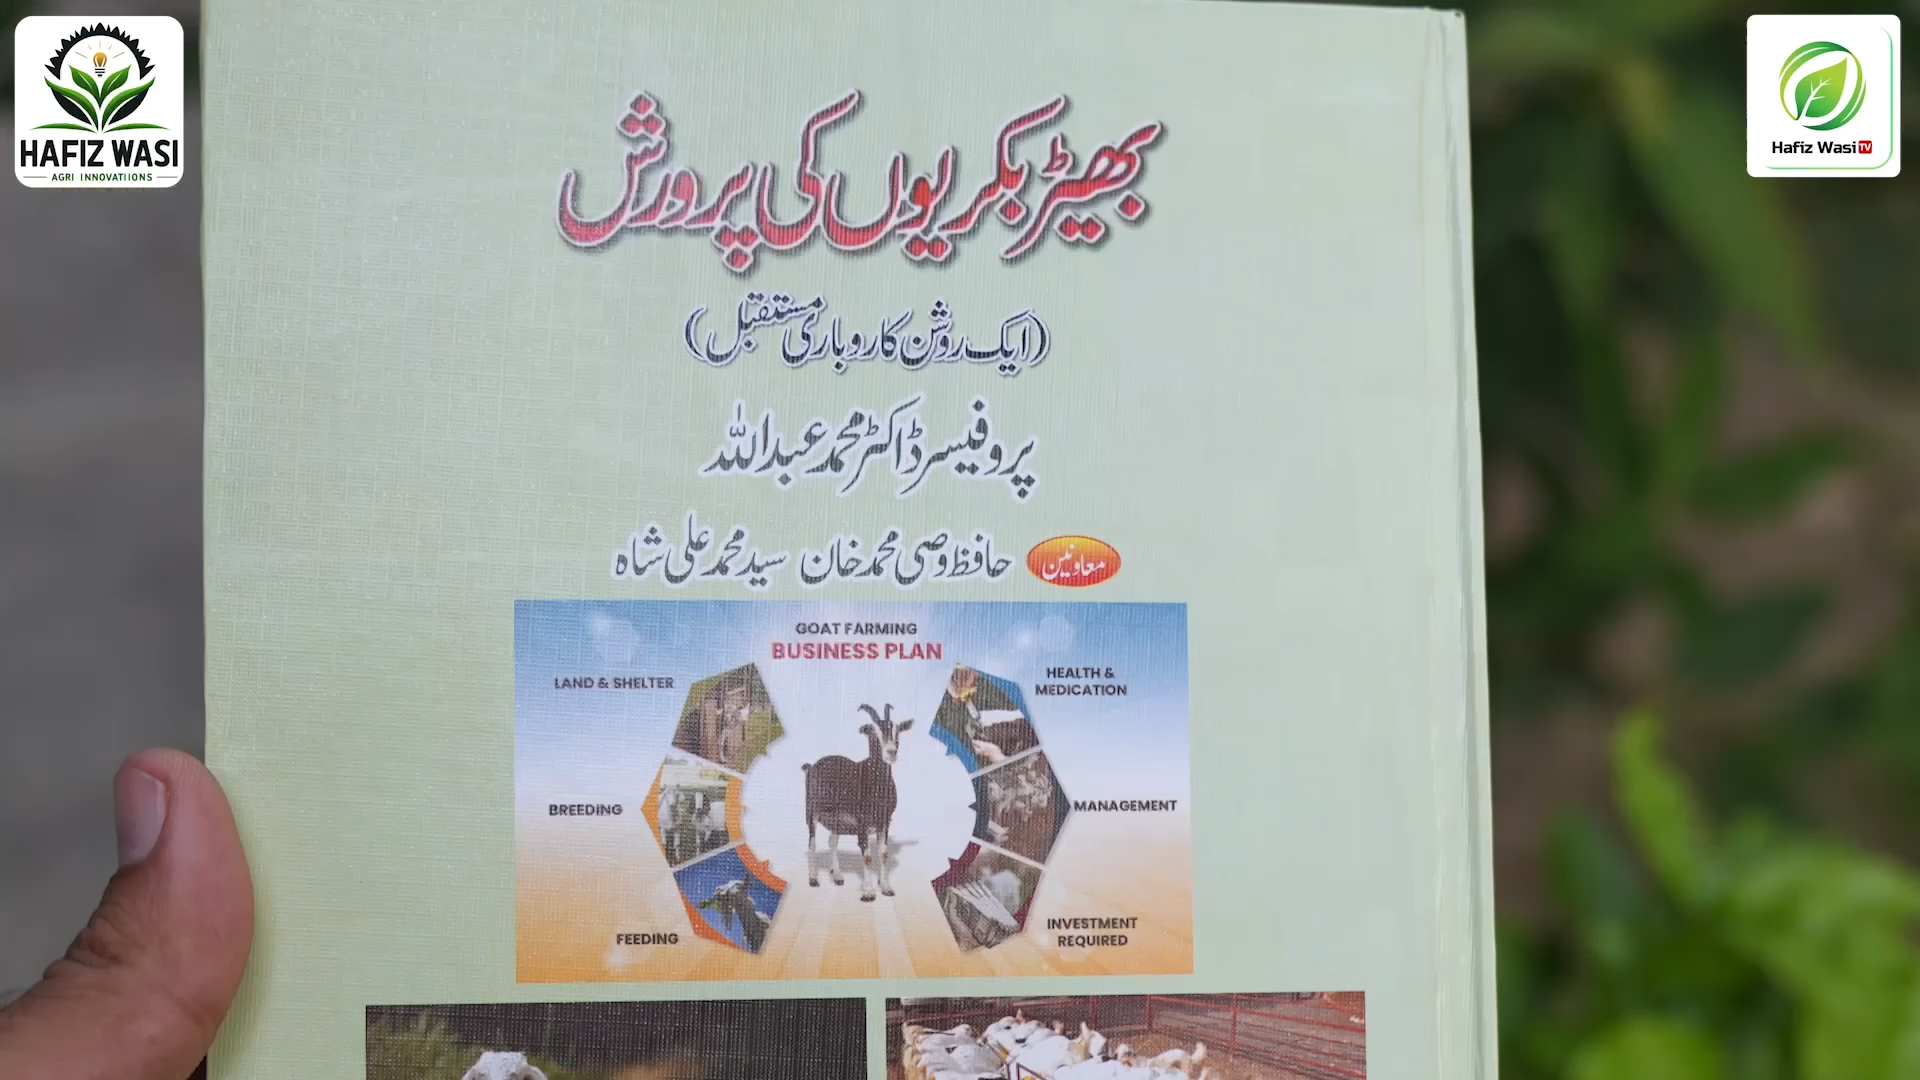 HAFIZ WASI
AGRI INNOVATIIONS
Hafiz Wasi TV
بھیڑ بکریوں کی پرورش
(ایک روشن کاروباری مستقبل)
پروفیسر ڈاکٹر محمد عبداللہ
معاونین حافظ وصی محمد خان سید محمد علی شاہ
GOAT FARMING
BUSINESS PLAN
LAND & SHELTER
HEALTH &
MEDICATION
BREEDING
MANAGEMENT
FEEDING
INVESTMENT
REQUIRED